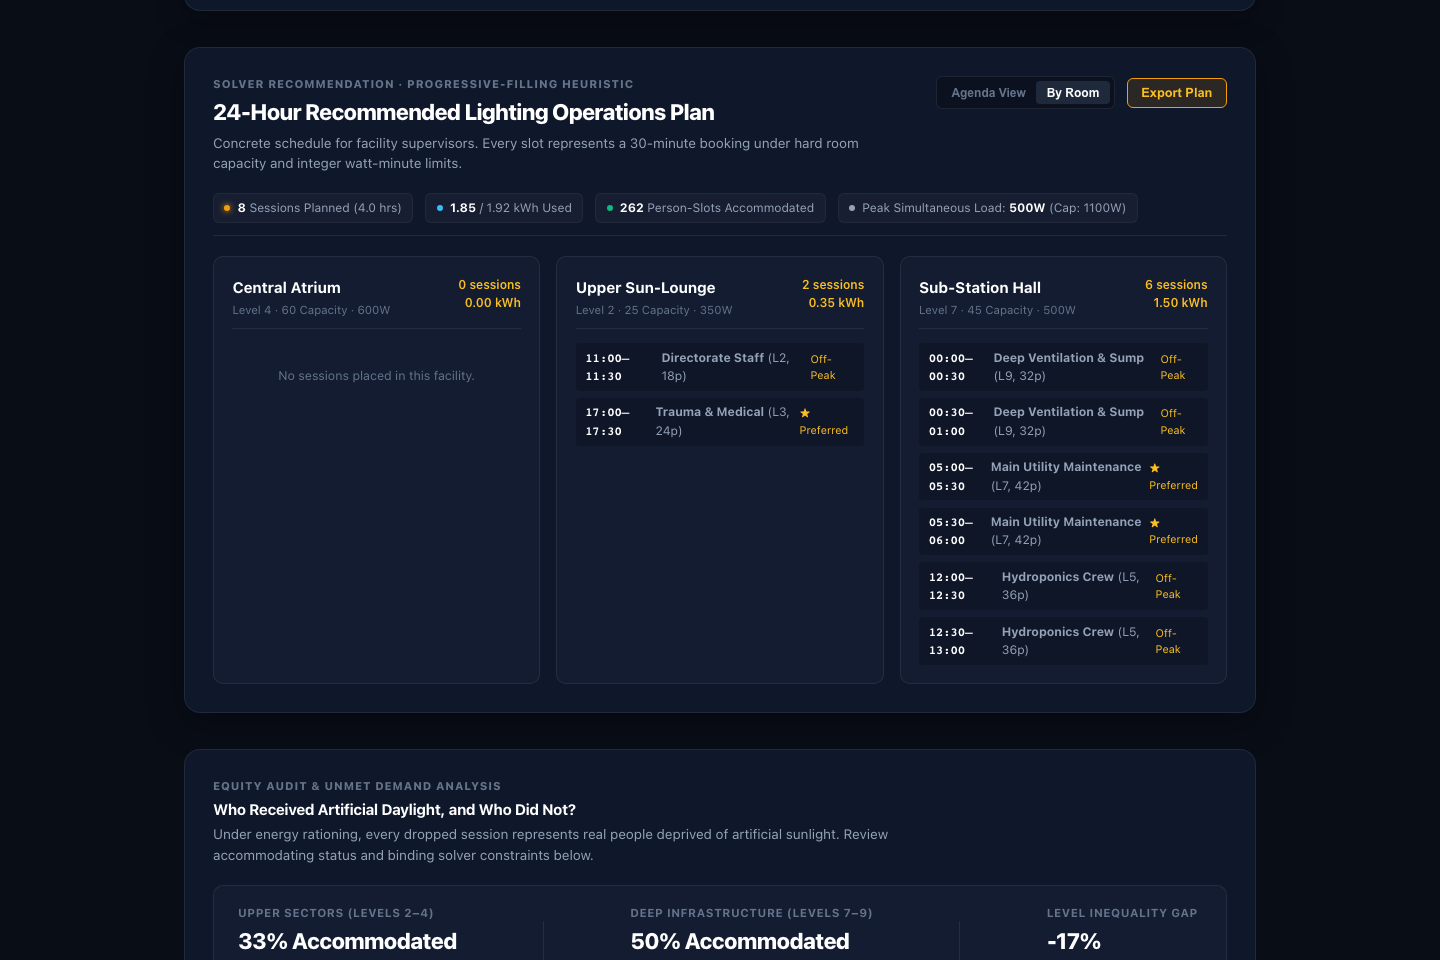 SOLVER RECOMMENDATION · PROGRESSIVE-FILLING HEURISTIC
24-Hour Recommended Lighting Operations Plan
Concrete schedule for facility supervisors. Every slot represents a 30-minute booking under hard room
capacity and integer watt-minute limits.
Agenda View By Room Export Plan
8 Sessions Planned (4.0 hrs)
1.85 / 1.92 kWh Used
262 Person-Slots Accommodated
Peak Simultaneous Load: 500W (Cap: 1100W)
Central Atrium
0 sessions
0.00 kWh
Level 4 · 60 Capacity · 600W
No sessions placed in this facility.
Upper Sun-Lounge
2 sessions
0.35 kWh
Level 2 · 25 Capacity · 350W
11:00–
11:30
Directorate Staff (L2,
18p)
Off-
Peak
17:00–
17:30
Trauma & Medical (L3,
24p)
★
Preferred
Sub-Station Hall
6 sessions
1.50 kWh
Level 7 · 45 Capacity · 500W
00:00–
00:30
Deep Ventilation & Sump
(L9, 32p)
Off-
Peak
00:30–
01:00
Deep Ventilation & Sump
(L9, 32p)
Off-
Peak
05:00–
05:30
Main Utility Maintenance
(L7, 42p)
★
Preferred
05:30–
06:00
Main Utility Maintenance
(L7, 42p)
★
Preferred
12:00–
12:30
Hydroponics Crew (L5,
36p)
Off-
Peak
12:30–
13:00
Hydroponics Crew (L5,
36p)
Off-
Peak
EQUITY AUDIT & UNMET DEMAND ANALYSIS
Who Received Artificial Daylight, and Who Did Not?
Under energy rationing, every dropped session represents real people deprived of artificial sunlight. Review
accommodating status and binding solver constraints below.
UPPER SECTORS (LEVELS 2–4)
33% Accommodated
DEEP INFRASTRUCTURE (LEVELS 7–9)
50% Accommodated
LEVEL INEQUALITY GAP
-17%